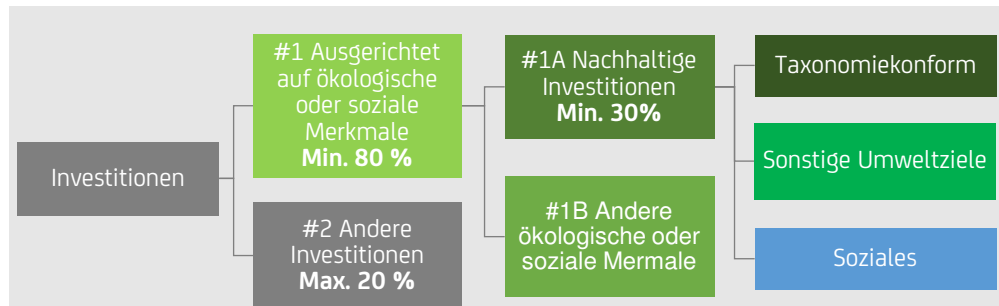 Investitionen
#1 Ausgerichtet
auf ökologische
oder soziale
Merkmale
Min. 80 %
#2 Andere
Investitionen
Max. 20 %
#1A Nachhaltige
Investitionen
Min. 30%
#1B Andere
ökologische oder
soziale Mermale
Taxonomiekonform
Sonstige Umweltziele
Soziales